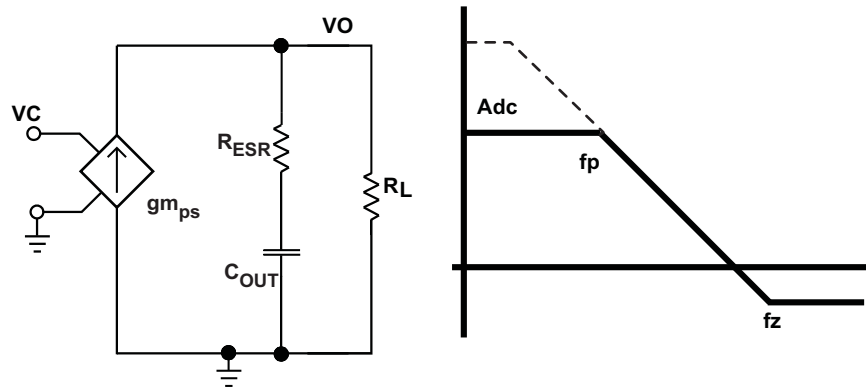 VO
VC
RESR
RL
gmps
COUT
Adc
fp
fz